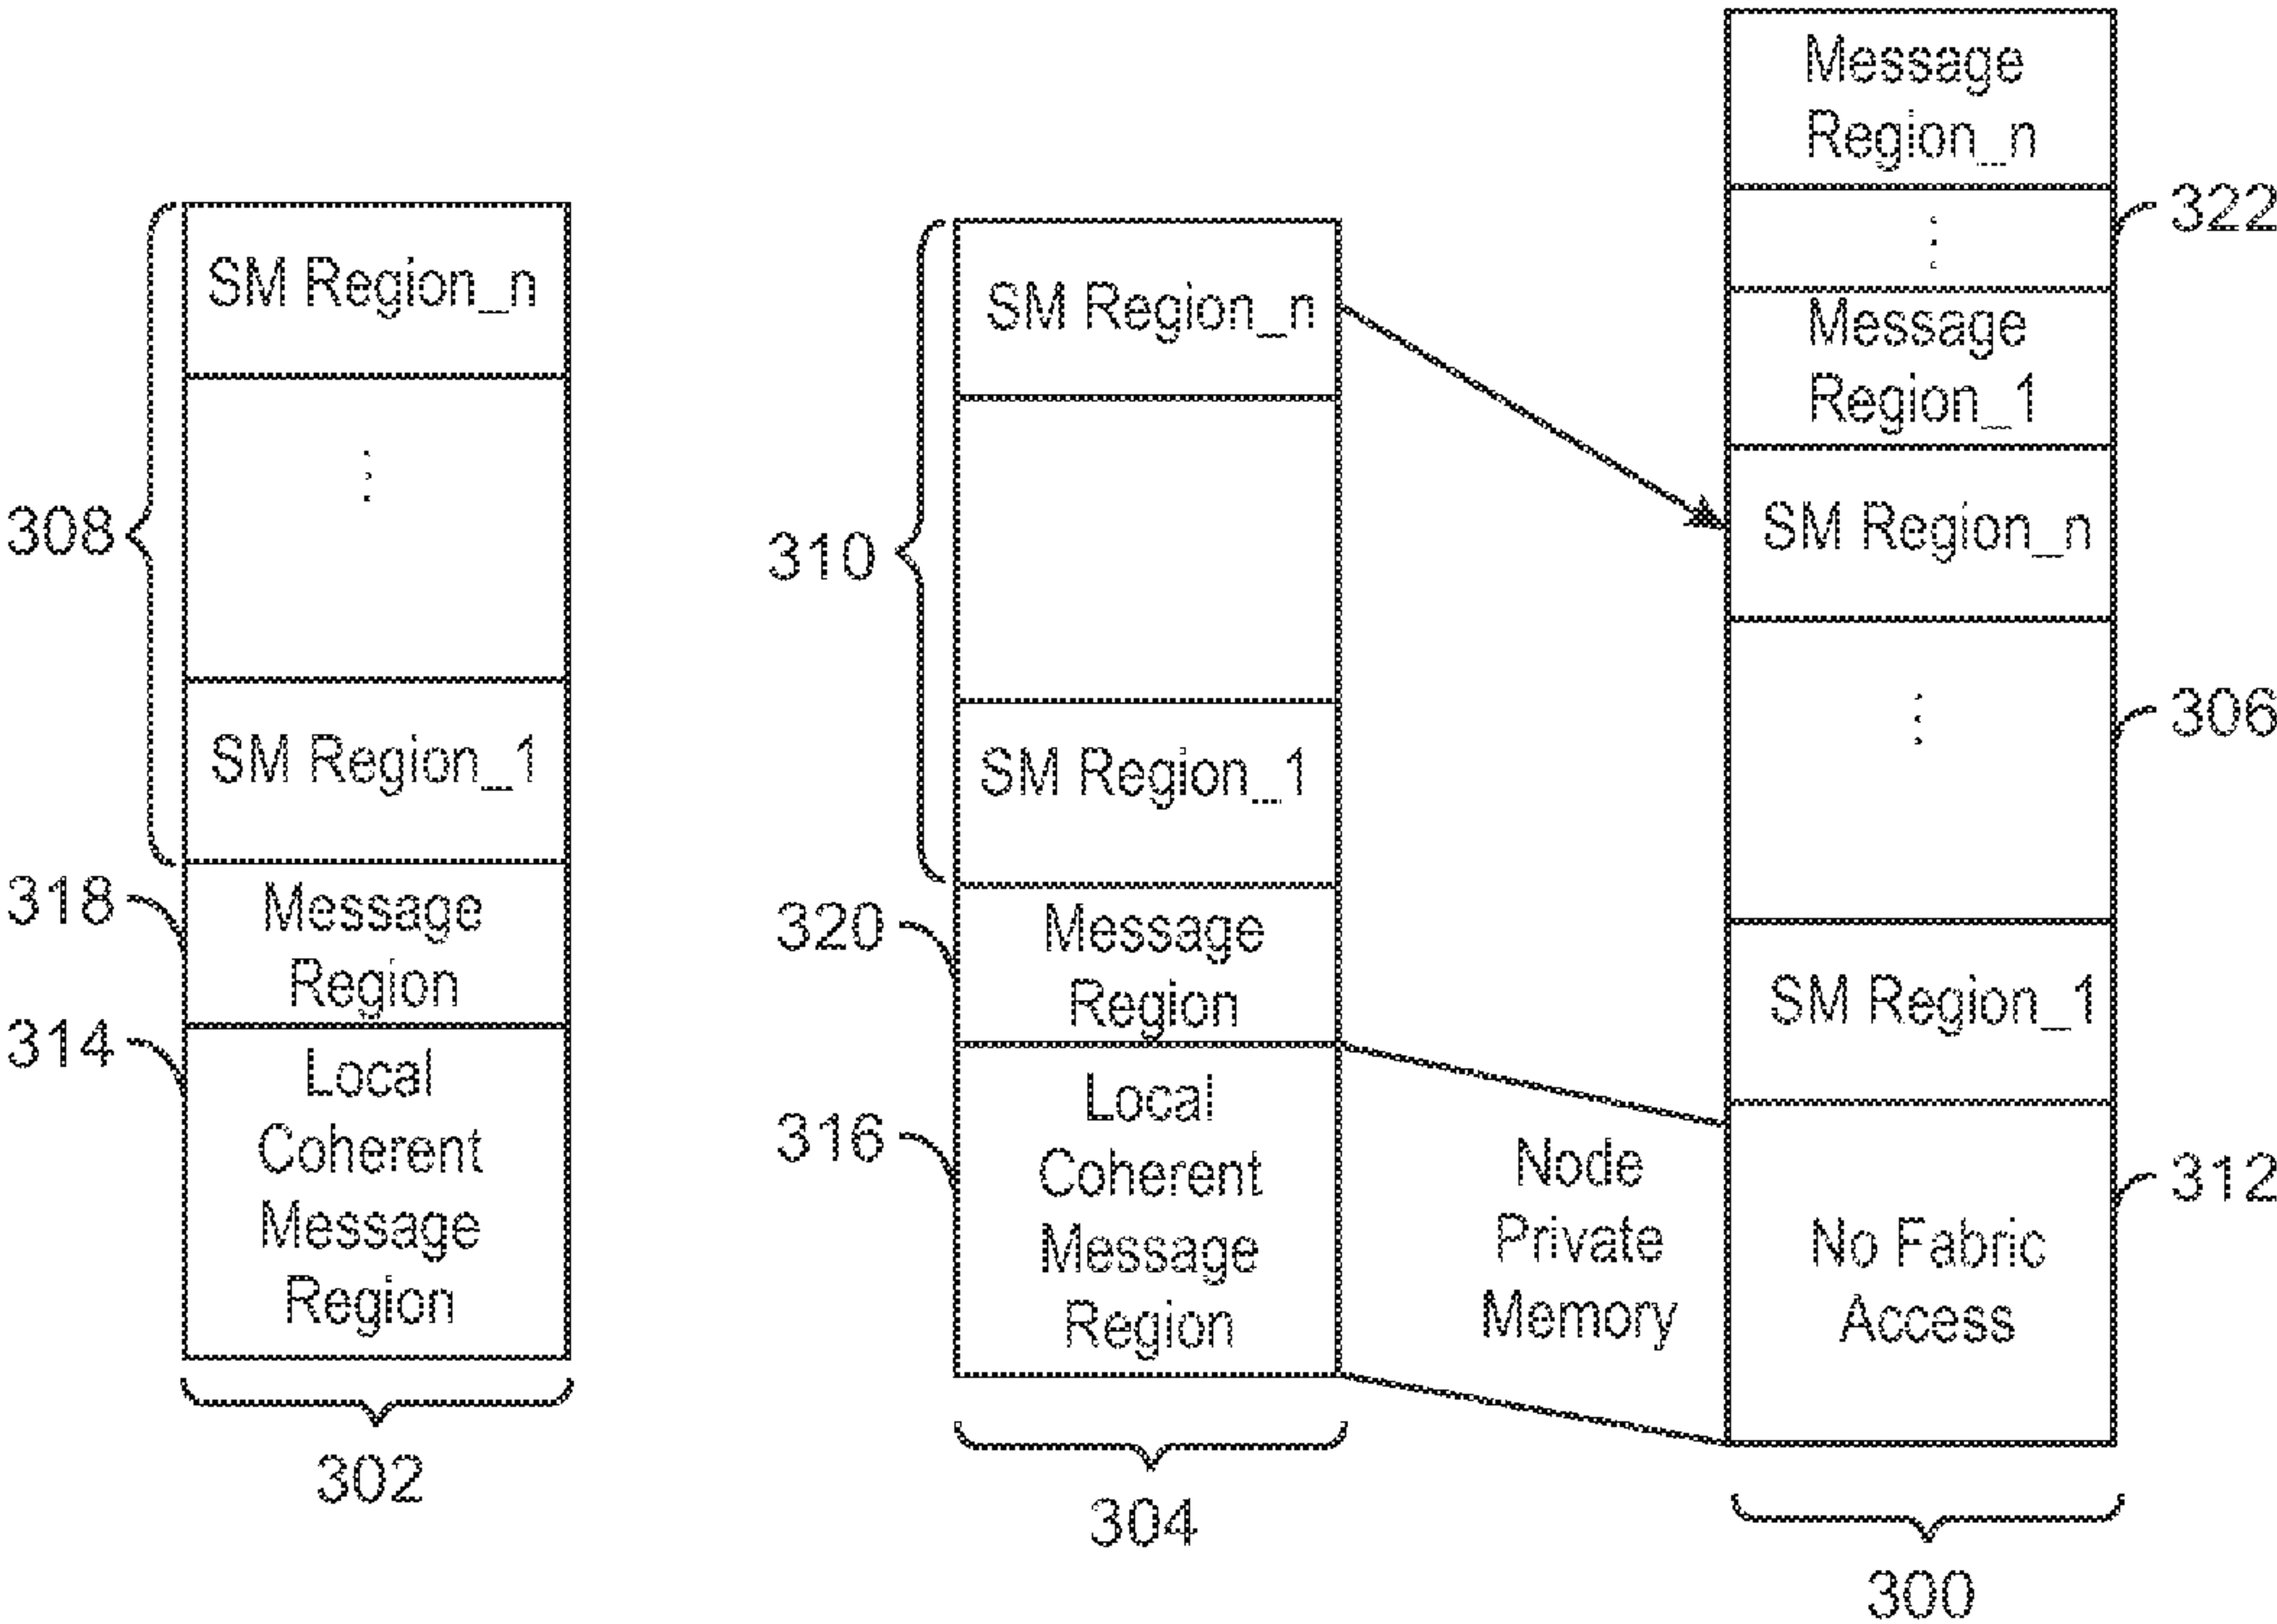 308
SM Region_n
⋮
SM Region_1
318
Message
Region
314
Local
Coherent
Message
Region
302
310
SM Region_n
SM Region_1
320
Message
Region
316
Local
Coherent
Message
Region
304
Node
Private
Memory
Message
Region_n
322
⋮
Message
Region_1
SM Region_n
306
⋮
SM Region_1
312
No Fabric
Access
300